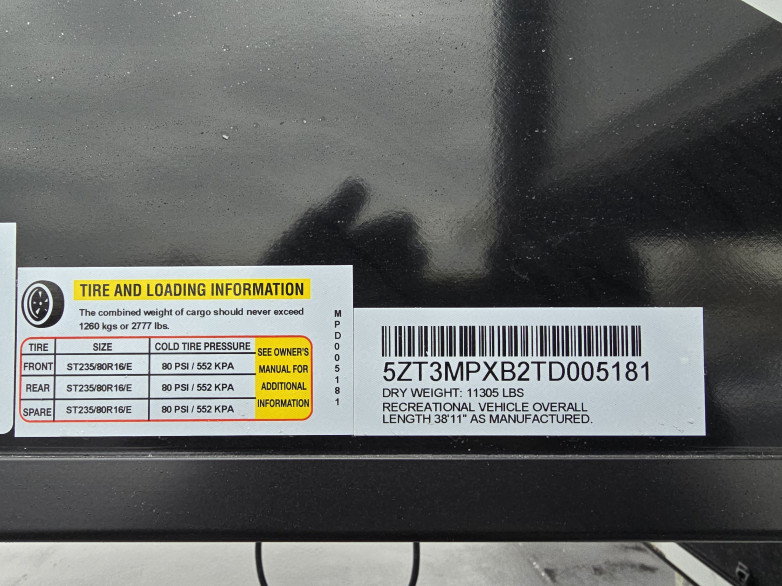 TIRE AND LOADING INFORMATION
The combined weight of cargo should never exceed
1260 kgs or 2777 lbs.
TIRE SIZE COLD TIRE PRESSURE
FRONT ST235/80R16/E 80 PSI / 552 KPA
REAR ST235/80R16/E 80 PSI / 552 KPA
SPARE ST235/80R16/E 80 PSI / 552 KPA
SEE OWNER'S
MANUAL FOR
ADDITIONAL
INFORMATION
MPD005181
5ZT3MPXB2TD005181
DRY WEIGHT: 11305 LBS
RECREATIONAL VEHICLE OVERALL
LENGTH 38'11" AS MANUFACTURED.